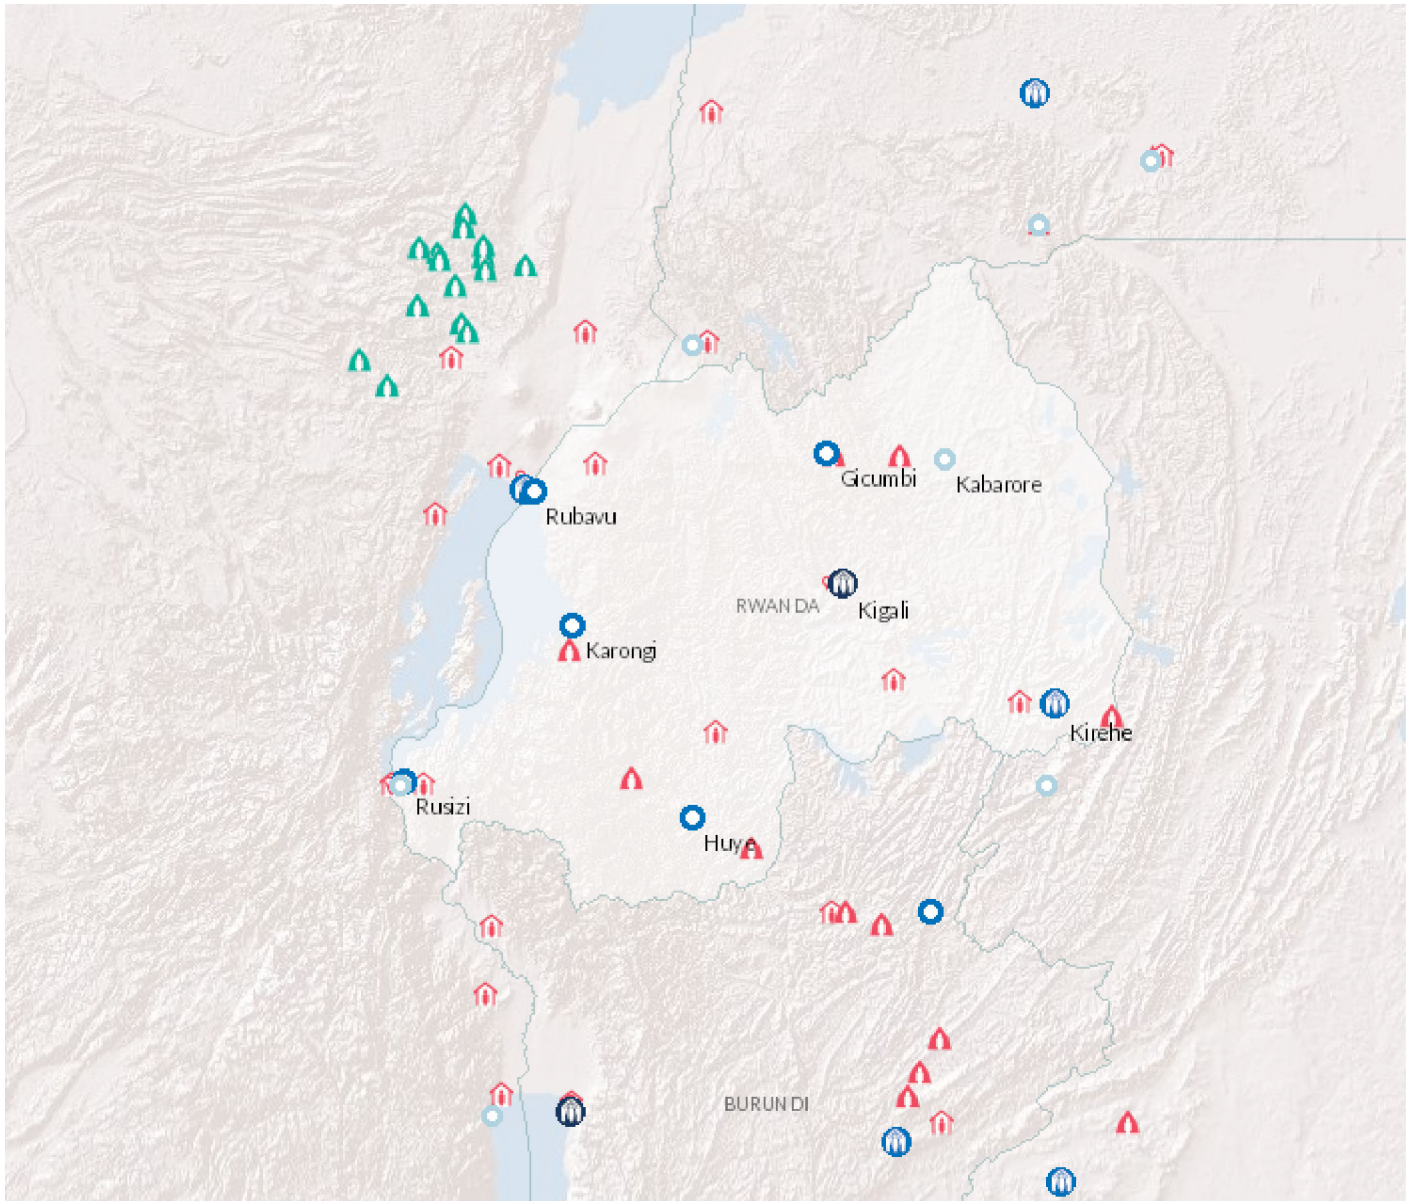 Gicumbi
Kabarore
Rubavu
RWANDA
Kigali
Karongi
Kirehe
Rusizi
Huye
BURUNDI